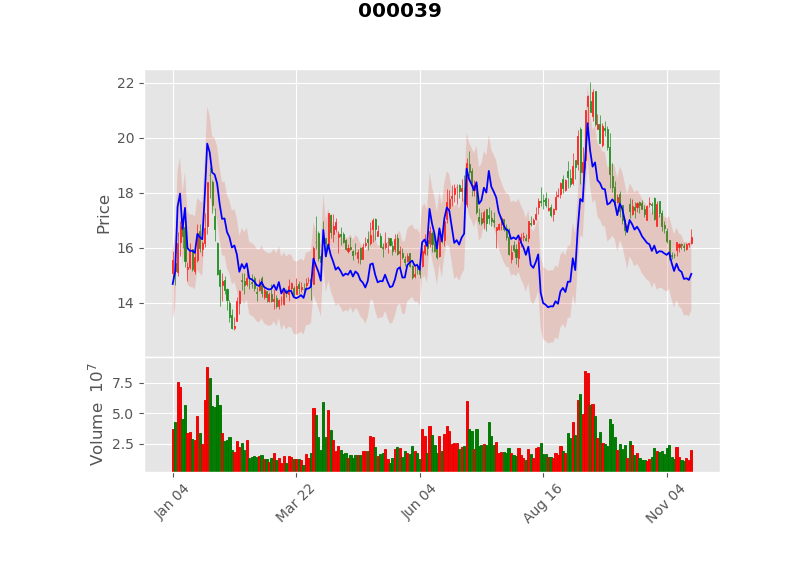 000039
22
20
18
16
14
Price
7.5
5.0
2.5
Volume 10^7
Jan 04
Mar 22
Jun 04
Aug 16
Nov 04